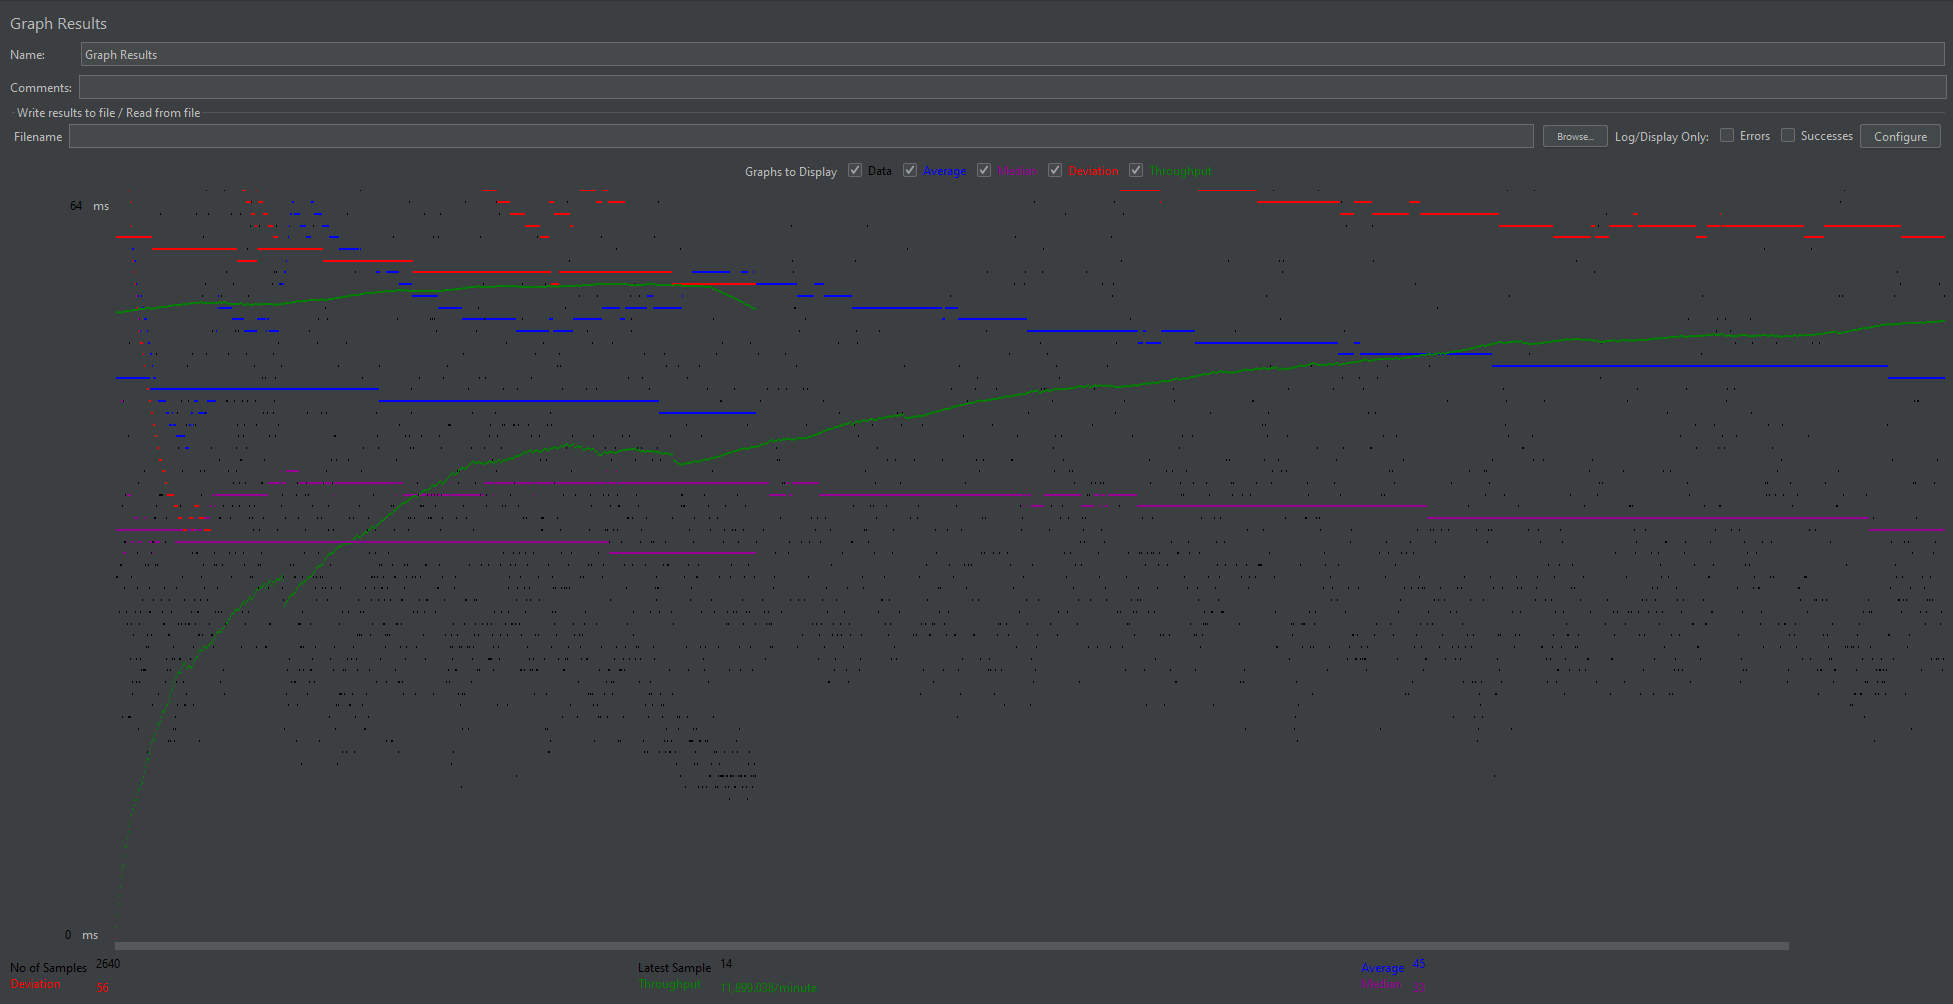 Graph Results
Name: Graph Results
Comments:
Write results to file / Read from file
Filename Browse... Log/Display Only: Errors Successes Configure
Graphs to Display Data Average Median Deviation Throughput
64 ms
0 ms
No of Samples 2640 Latest Sample 14 Average 45
Deviation 56 Throughput 11,899.038/minute Median